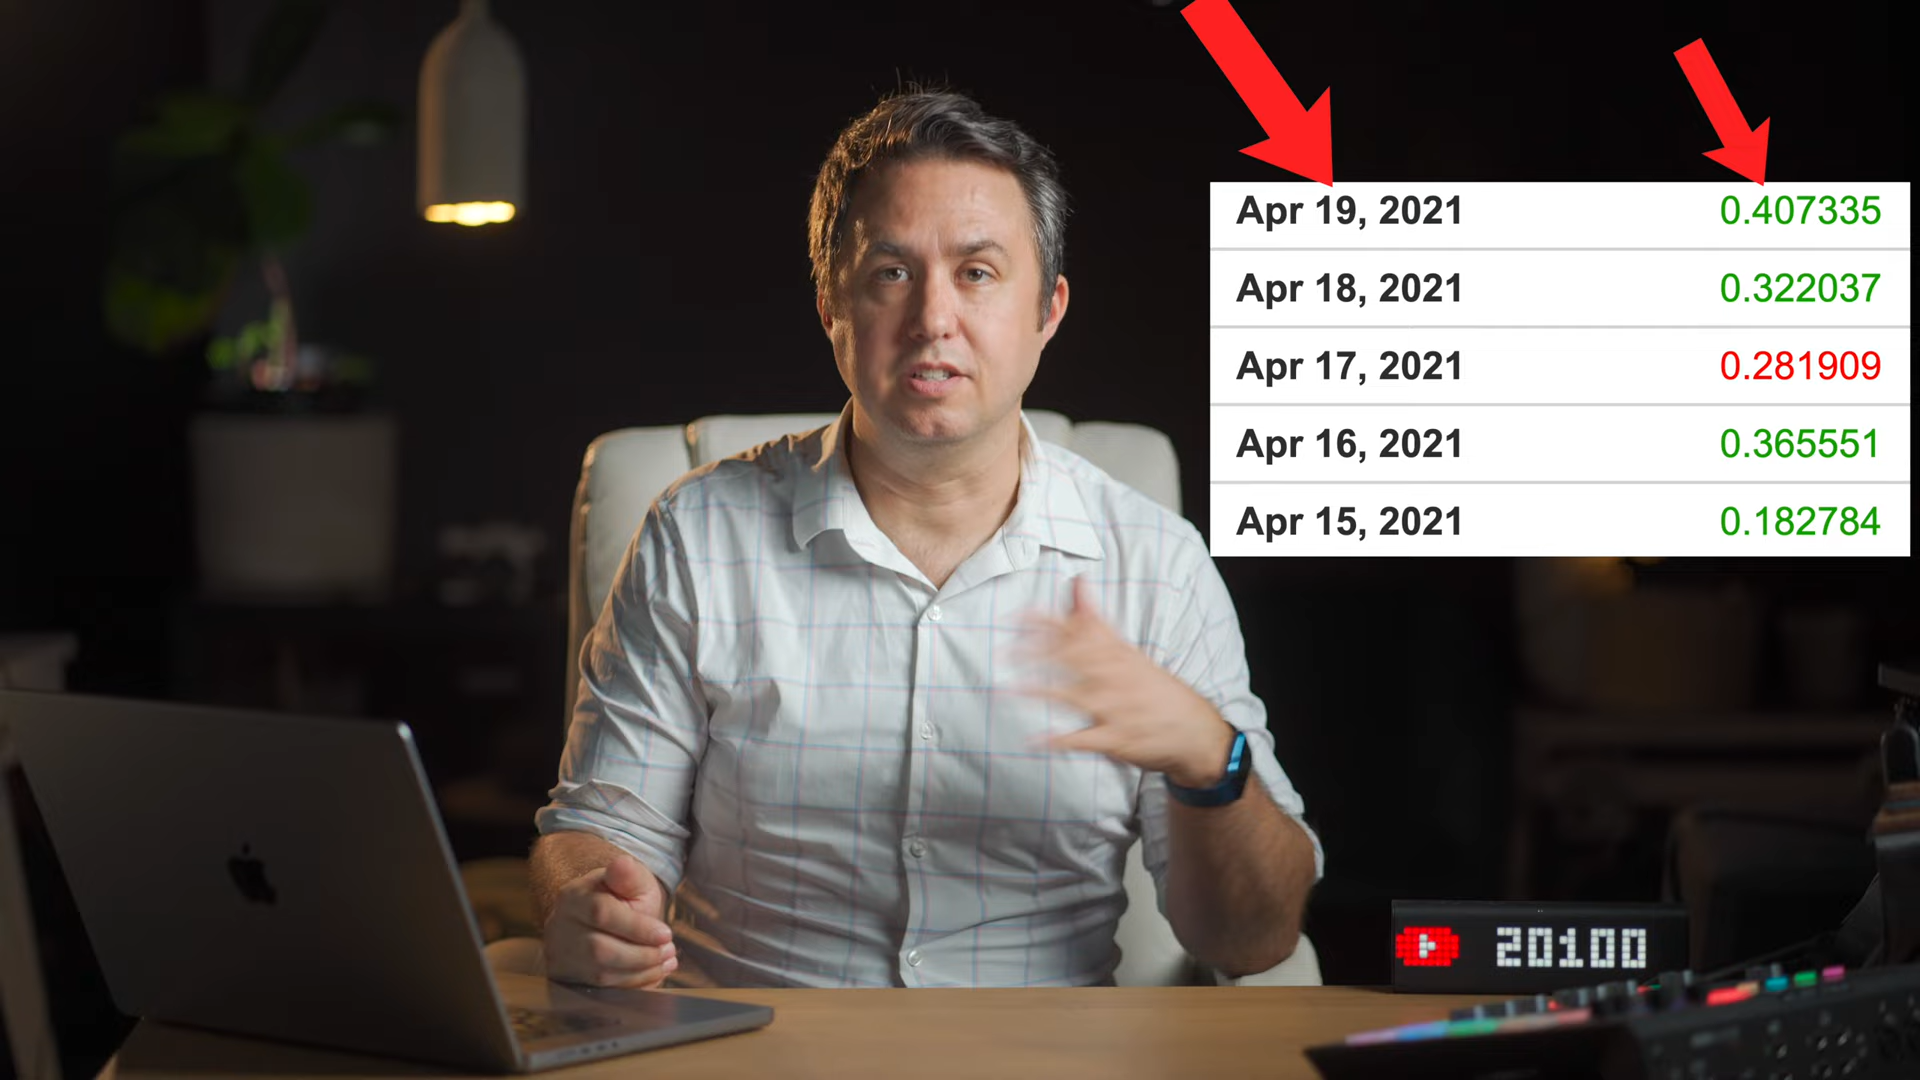 Apr 19, 2021 0.407335
Apr 18, 2021 0.322037
Apr 17, 2021 0.281909
Apr 16, 2021 0.365551
Apr 15, 2021 0.182784
20100